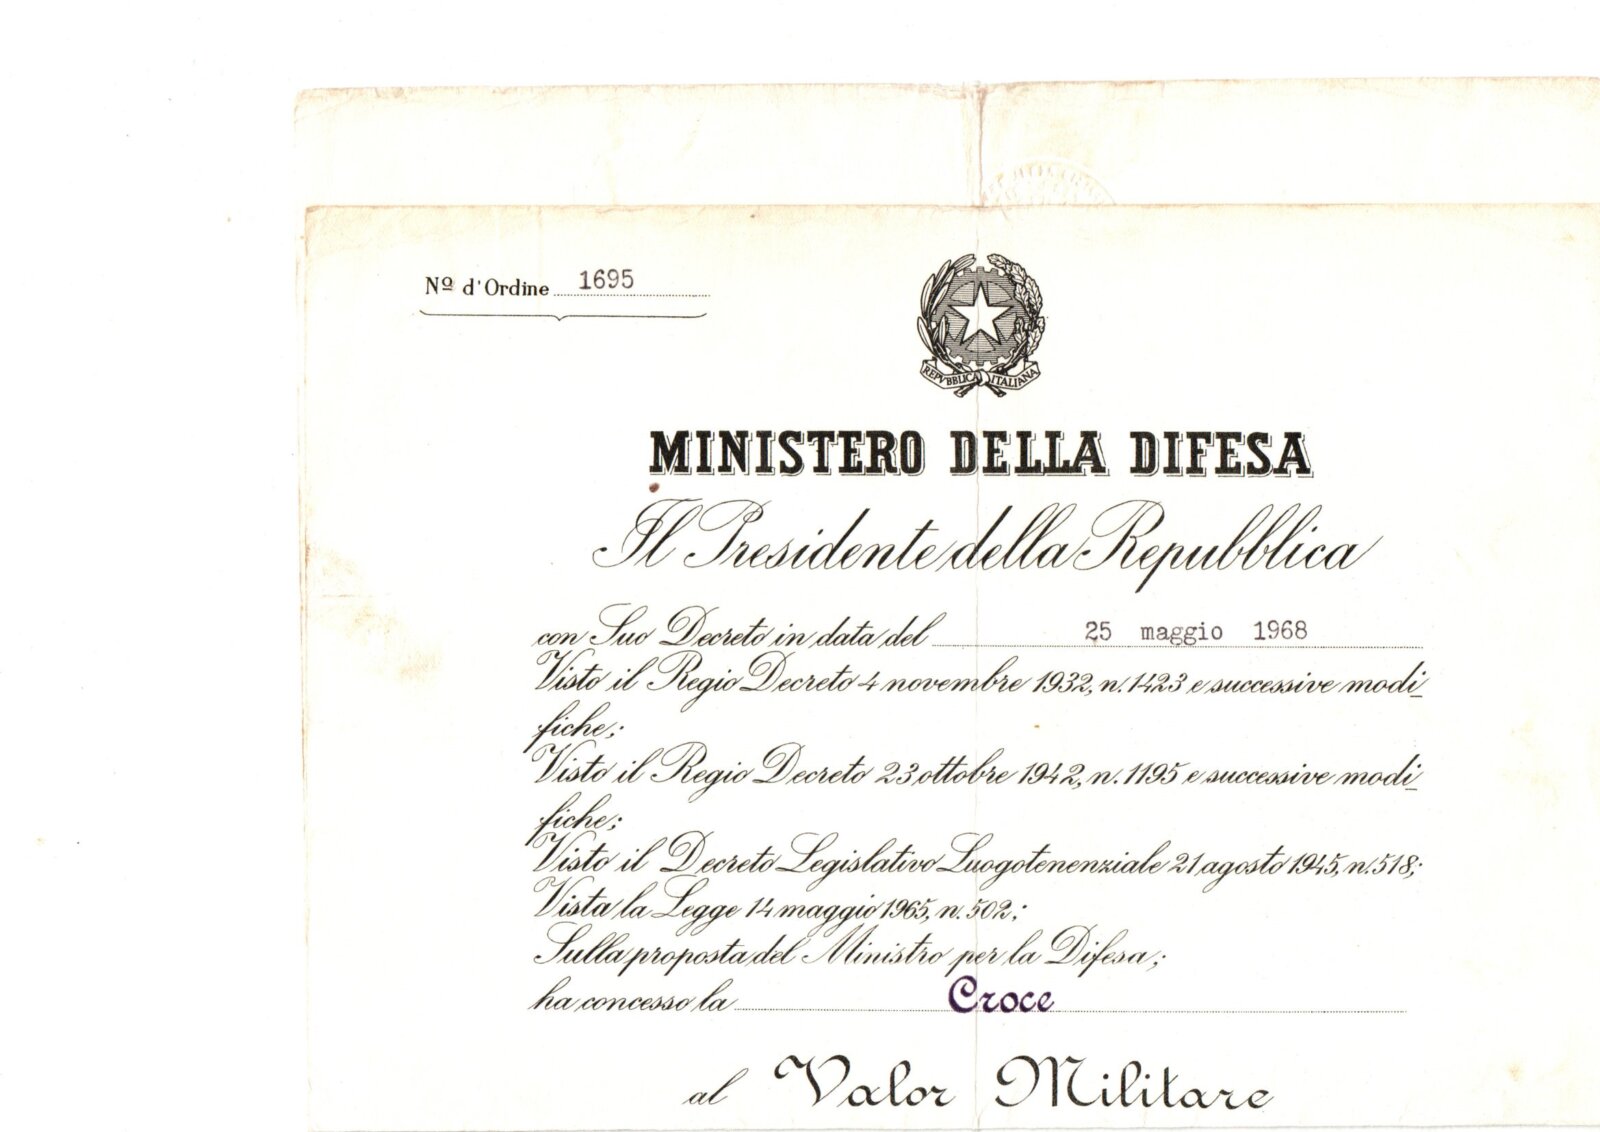 Nº d'Ordine 1695
REPVBBLICA ITALIANA
MINISTERO DELLA DIFESA
Il Presidente della Repubblica
con Suo Decreto in data del 25 maggio 1968
Visto il Regio Decreto 4 novembre 1932, n. 1423 e successive modi
fiche;
Visto il Regio Decreto 23 ottobre 1942, n. 1195 e successive modi
fiche;
Visto il Decreto Legislativo Luogotenenziale 21 agosto 1945, n. 518;
Vista la Legge 14 maggio 1965, n. 502;
Sulla proposta del Ministro per la Difesa;
ha concesso la Croce
al Valor Militare